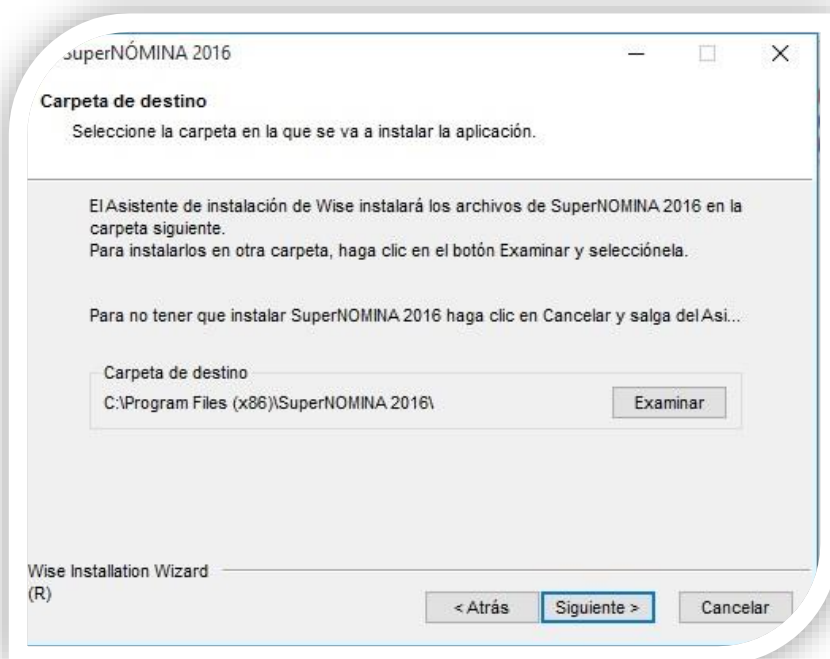 SuperNÓMINA 2016
Carpeta de destino
Seleccione la carpeta en la que se va a instalar la aplicación.
El Asistente de instalación de Wise instalará los archivos de SuperNOMINA 2016 en la
carpeta siguiente.
Para instalarlos en otra carpeta, haga clic en el botón Examinar y selecciónela.
Para no tener que instalar SuperNOMINA 2016 haga clic en Cancelar y salga del Asi...
Carpeta de destino
C:\Program Files (x86)\SuperNOMINA 2016\
Examinar
Wise Installation Wizard
(R)
< Atrás
Siguiente >
Cancelar